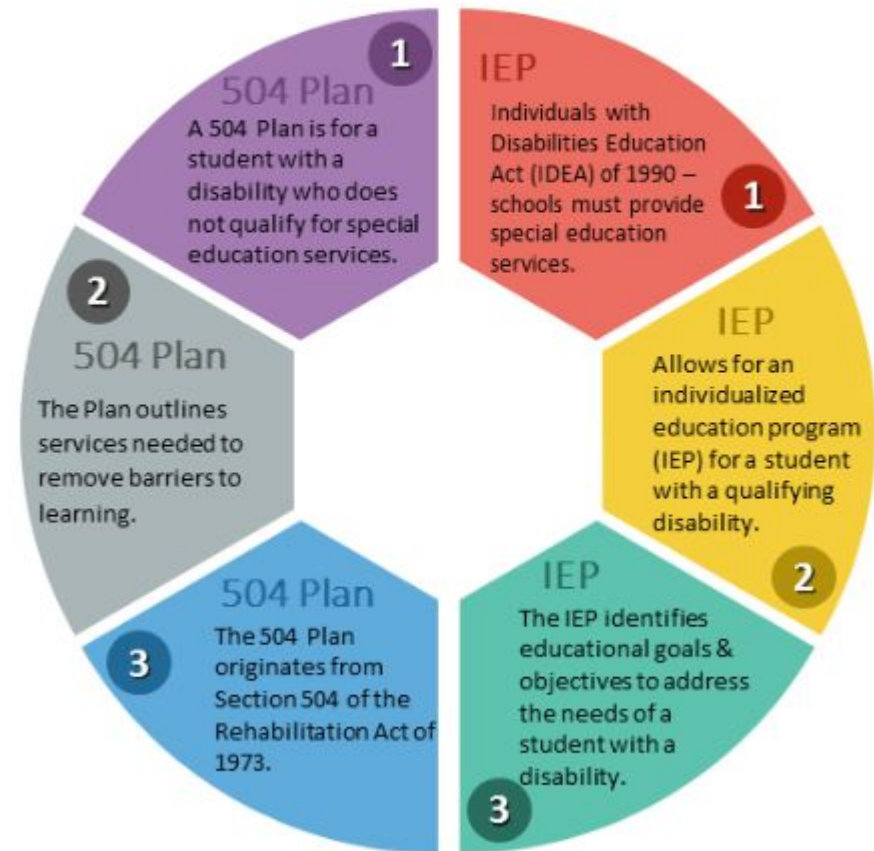 1
504 Plan
A 504 Plan is for a
student with a
disability who does
not qualify for special
education services.
2
504 Plan
The Plan outlines
services needed to
remove barriers to
learning.
504 Plan
3
The 504 Plan
originates from
Section 504 of the
Rehabilitation Act of
1973.
IEP
Individuals with
Disabilities Education
Act (IDEA) of 1990 –
schools must provide
special education
services.
1
IEP
Allows for an
individualized
education program
(IEP) for a student
with a qualifying
disability.
2
IEP
The IEP identifies
educational goals &
objectives to address
the needs of a
student with a
disability.
3